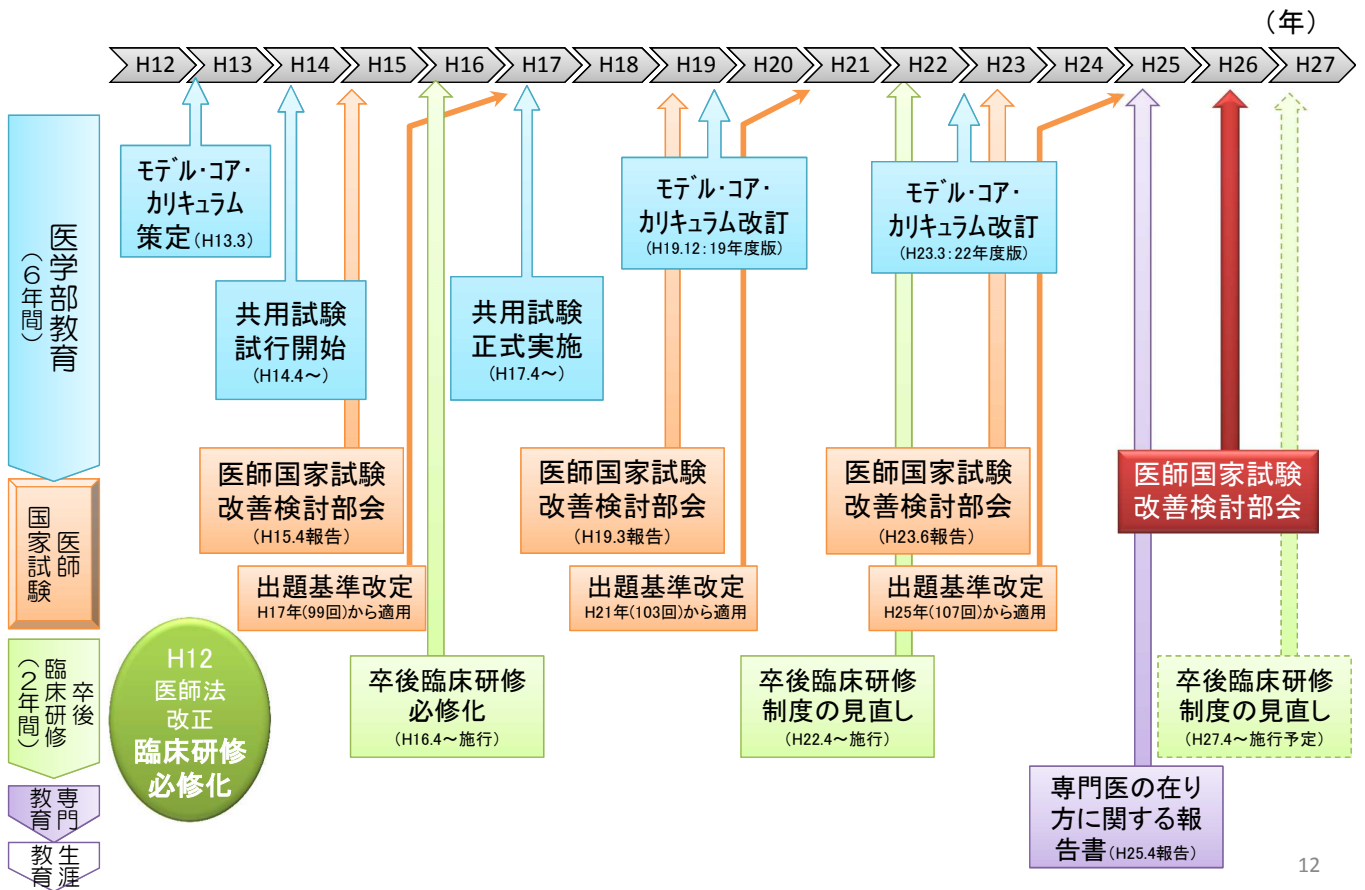 (年)
H12 H13 H14 H15 H16 H17 H18 H19 H20 H21 H22 H23 H24 H25 H26 H27
医学部教育
(6年間)
医師
国家試験
卒後
臨床研修
(2年間)
専門
教育
生涯
教育
モデル・コア・
カリキュラム
策定(H13.3)
共用試験
試行開始
(H14.4~)
共用試験
正式実施
(H17.4~)
モデル・コア・
カリキュラム改訂
(H19.12:19年度版)
モデル・コア・
カリキュラム改訂
(H23.3:22年度版)
医師国家試験
改善検討部会
(H15.4報告)
医師国家試験
改善検討部会
(H19.3報告)
医師国家試験
改善検討部会
(H23.6報告)
医師国家試験
改善検討部会
出題基準改定
H17年(99回)から適用
出題基準改定
H21年(103回)から適用
出題基準改定
H25年(107回)から適用
H12
医師法
改正
臨床研修
必修化
卒後臨床研修
必修化
(H16.4~施行)
卒後臨床研修
制度の見直し
(H22.4~施行)
卒後臨床研修
制度の見直し
(H27.4~施行予定)
専門医の在り
方に関する報
告書(H25.4報告)
12